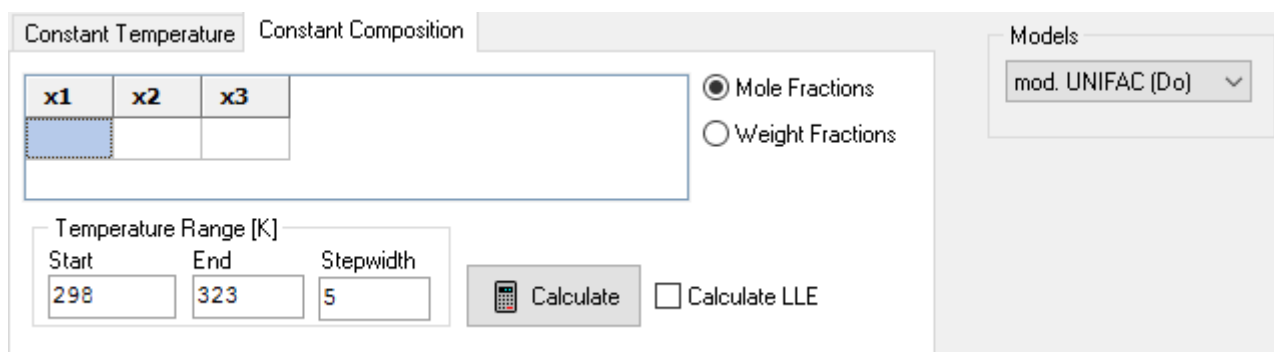 Constant Temperature Constant Composition
Models
x1 x2 x3
Mole Fractions
mod. UNIFAC (Do)
Weight Fractions
Temperature Range [K]
Start End Stepwidth
298 323 5
Calculate
Calculate LLE